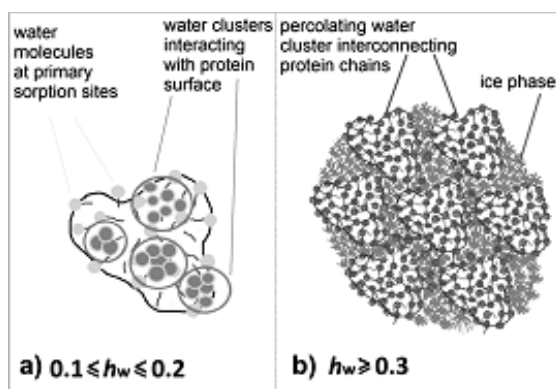 water
molecules
at primary
sorption sites
water clusters
interacting
with protein
surface
a) 0.1 ≤ hw ≤ 0.2
percolating water
cluster interconnecting
protein chains
ice phase
b) hw ≥ 0.3